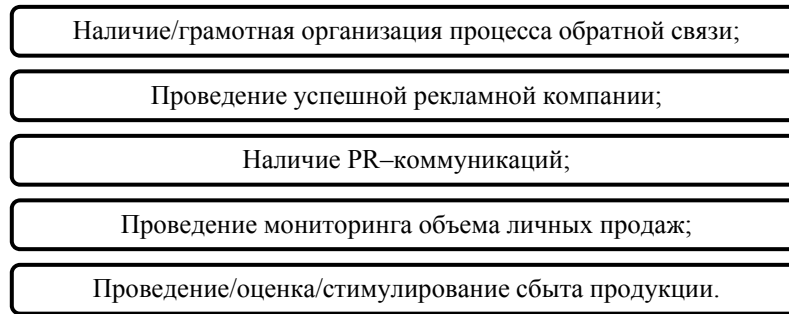 Наличие/грамотная организация процесса обратной связи;
Проведение успешной рекламной компании;
Наличие PR–коммуникаций;
Проведение мониторинга объема личных продаж;
Проведение/оценка/стимулирование сбыта продукции.